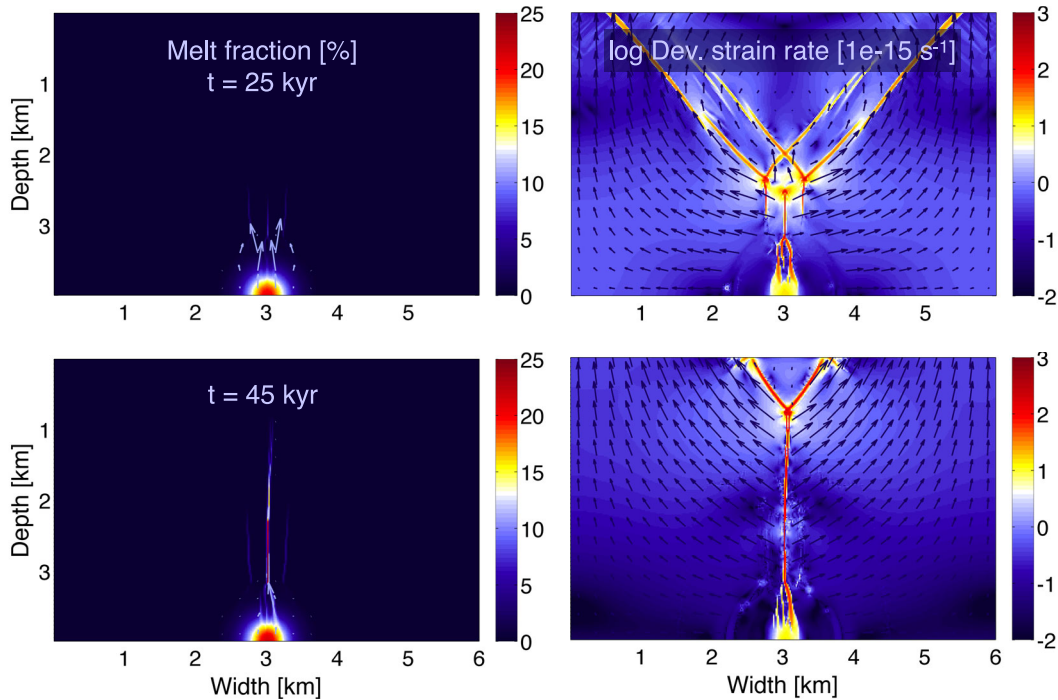 Melt fraction [%]
t = 25 kyr
Depth [km]
1
2
3
1 2 3 4 5
25
20
15
10
5
0
log Dev. strain rate [1e-15 s⁻¹]
1 2 3 4 5 6
3
2
1
0
-1
-2
t = 45 kyr
Depth [km]
1
2
3
1 2 3 4 5 6
Width [km]
25
20
15
10
5
0
1 2 3 4 5 6
Width [km]
3
2
1
0
-1
-2